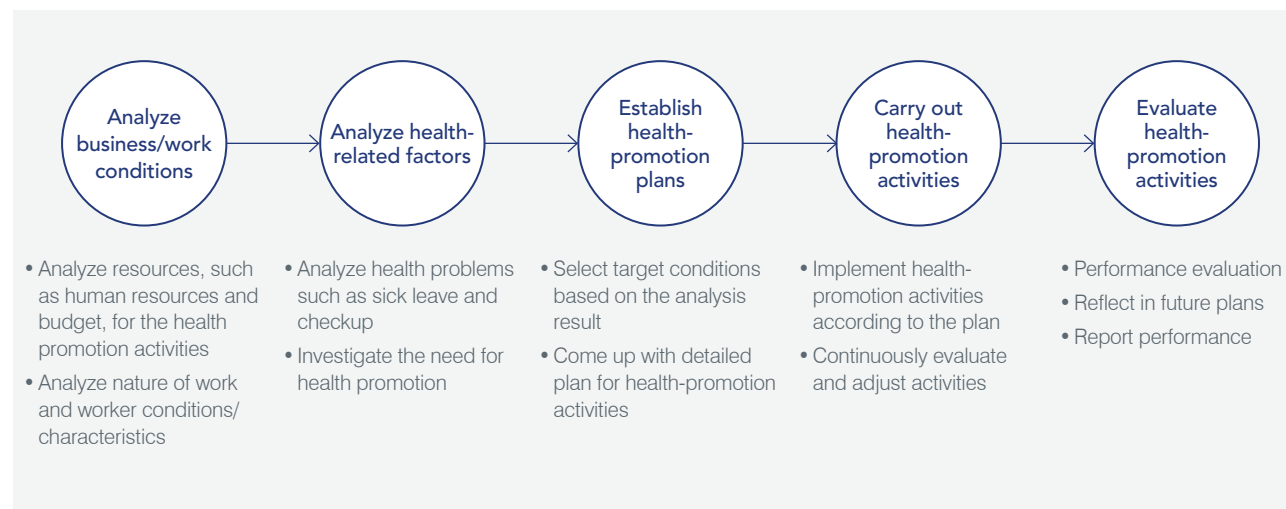 Analyze
business/work
conditions
Analyze health-
related factors
Establish
health-
promotion
plans
Carry out
health-
promotion
activities
Evaluate
health-
promotion
activities
• Analyze resources, such
as human resources and
budget, for the health
promotion activities
• Analyze nature of work
and worker conditions/
characteristics
• Analyze health problems
such as sick leave and
checkup
• Investigate the need for
health promotion
• Select target conditions
based on the analysis
result
• Come up with detailed
plan for health-promotion
activities
• Implement health-
promotion activities
according to the plan
• Continuously evaluate
and adjust activities
• Performance evaluation
• Reflect in future plans
• Report performance